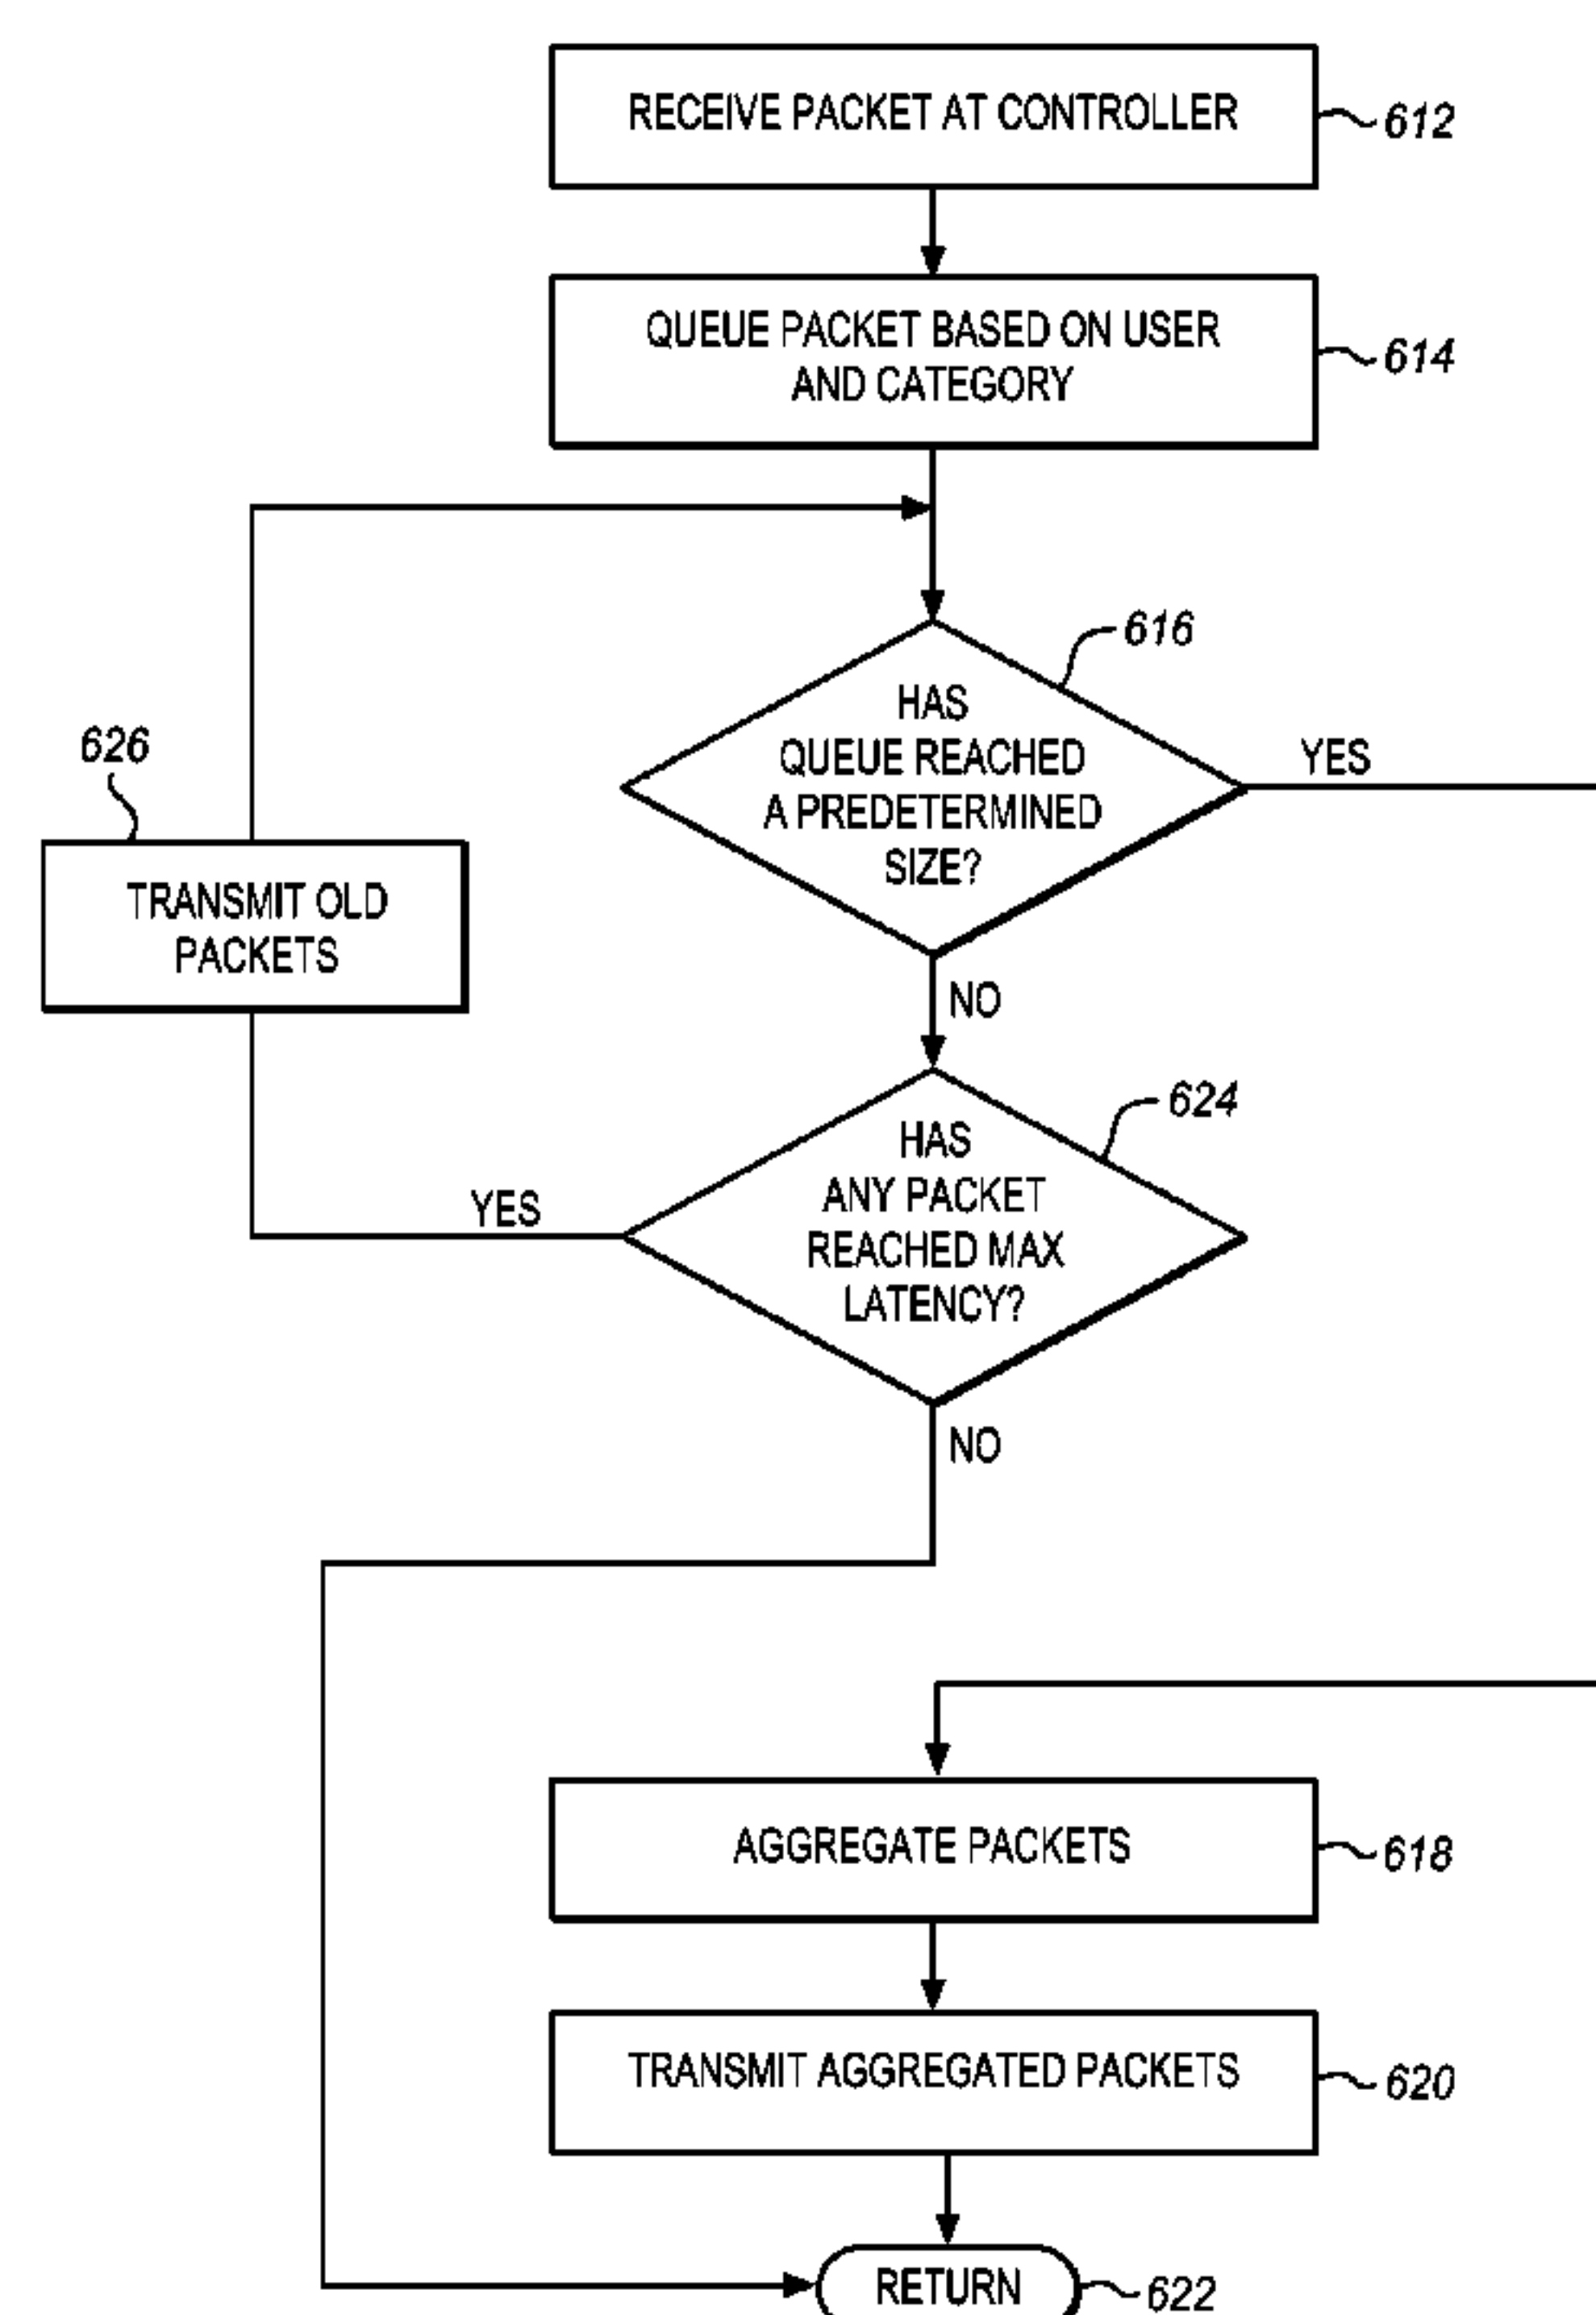 RECEIVE PACKET AT CONTROLLER
612
QUEUE PACKET BASED ON USER
AND CATEGORY
614
616
HAS
QUEUE REACHED
A PREDETERMINED
SIZE?
YES
626
TRANSMIT OLD
PACKETS
NO
624
HAS
ANY PACKET
REACHED MAX
LATENCY?
YES
NO
AGGREGATE PACKETS
618
TRANSMIT AGGREGATED PACKETS
620
RETURN
622